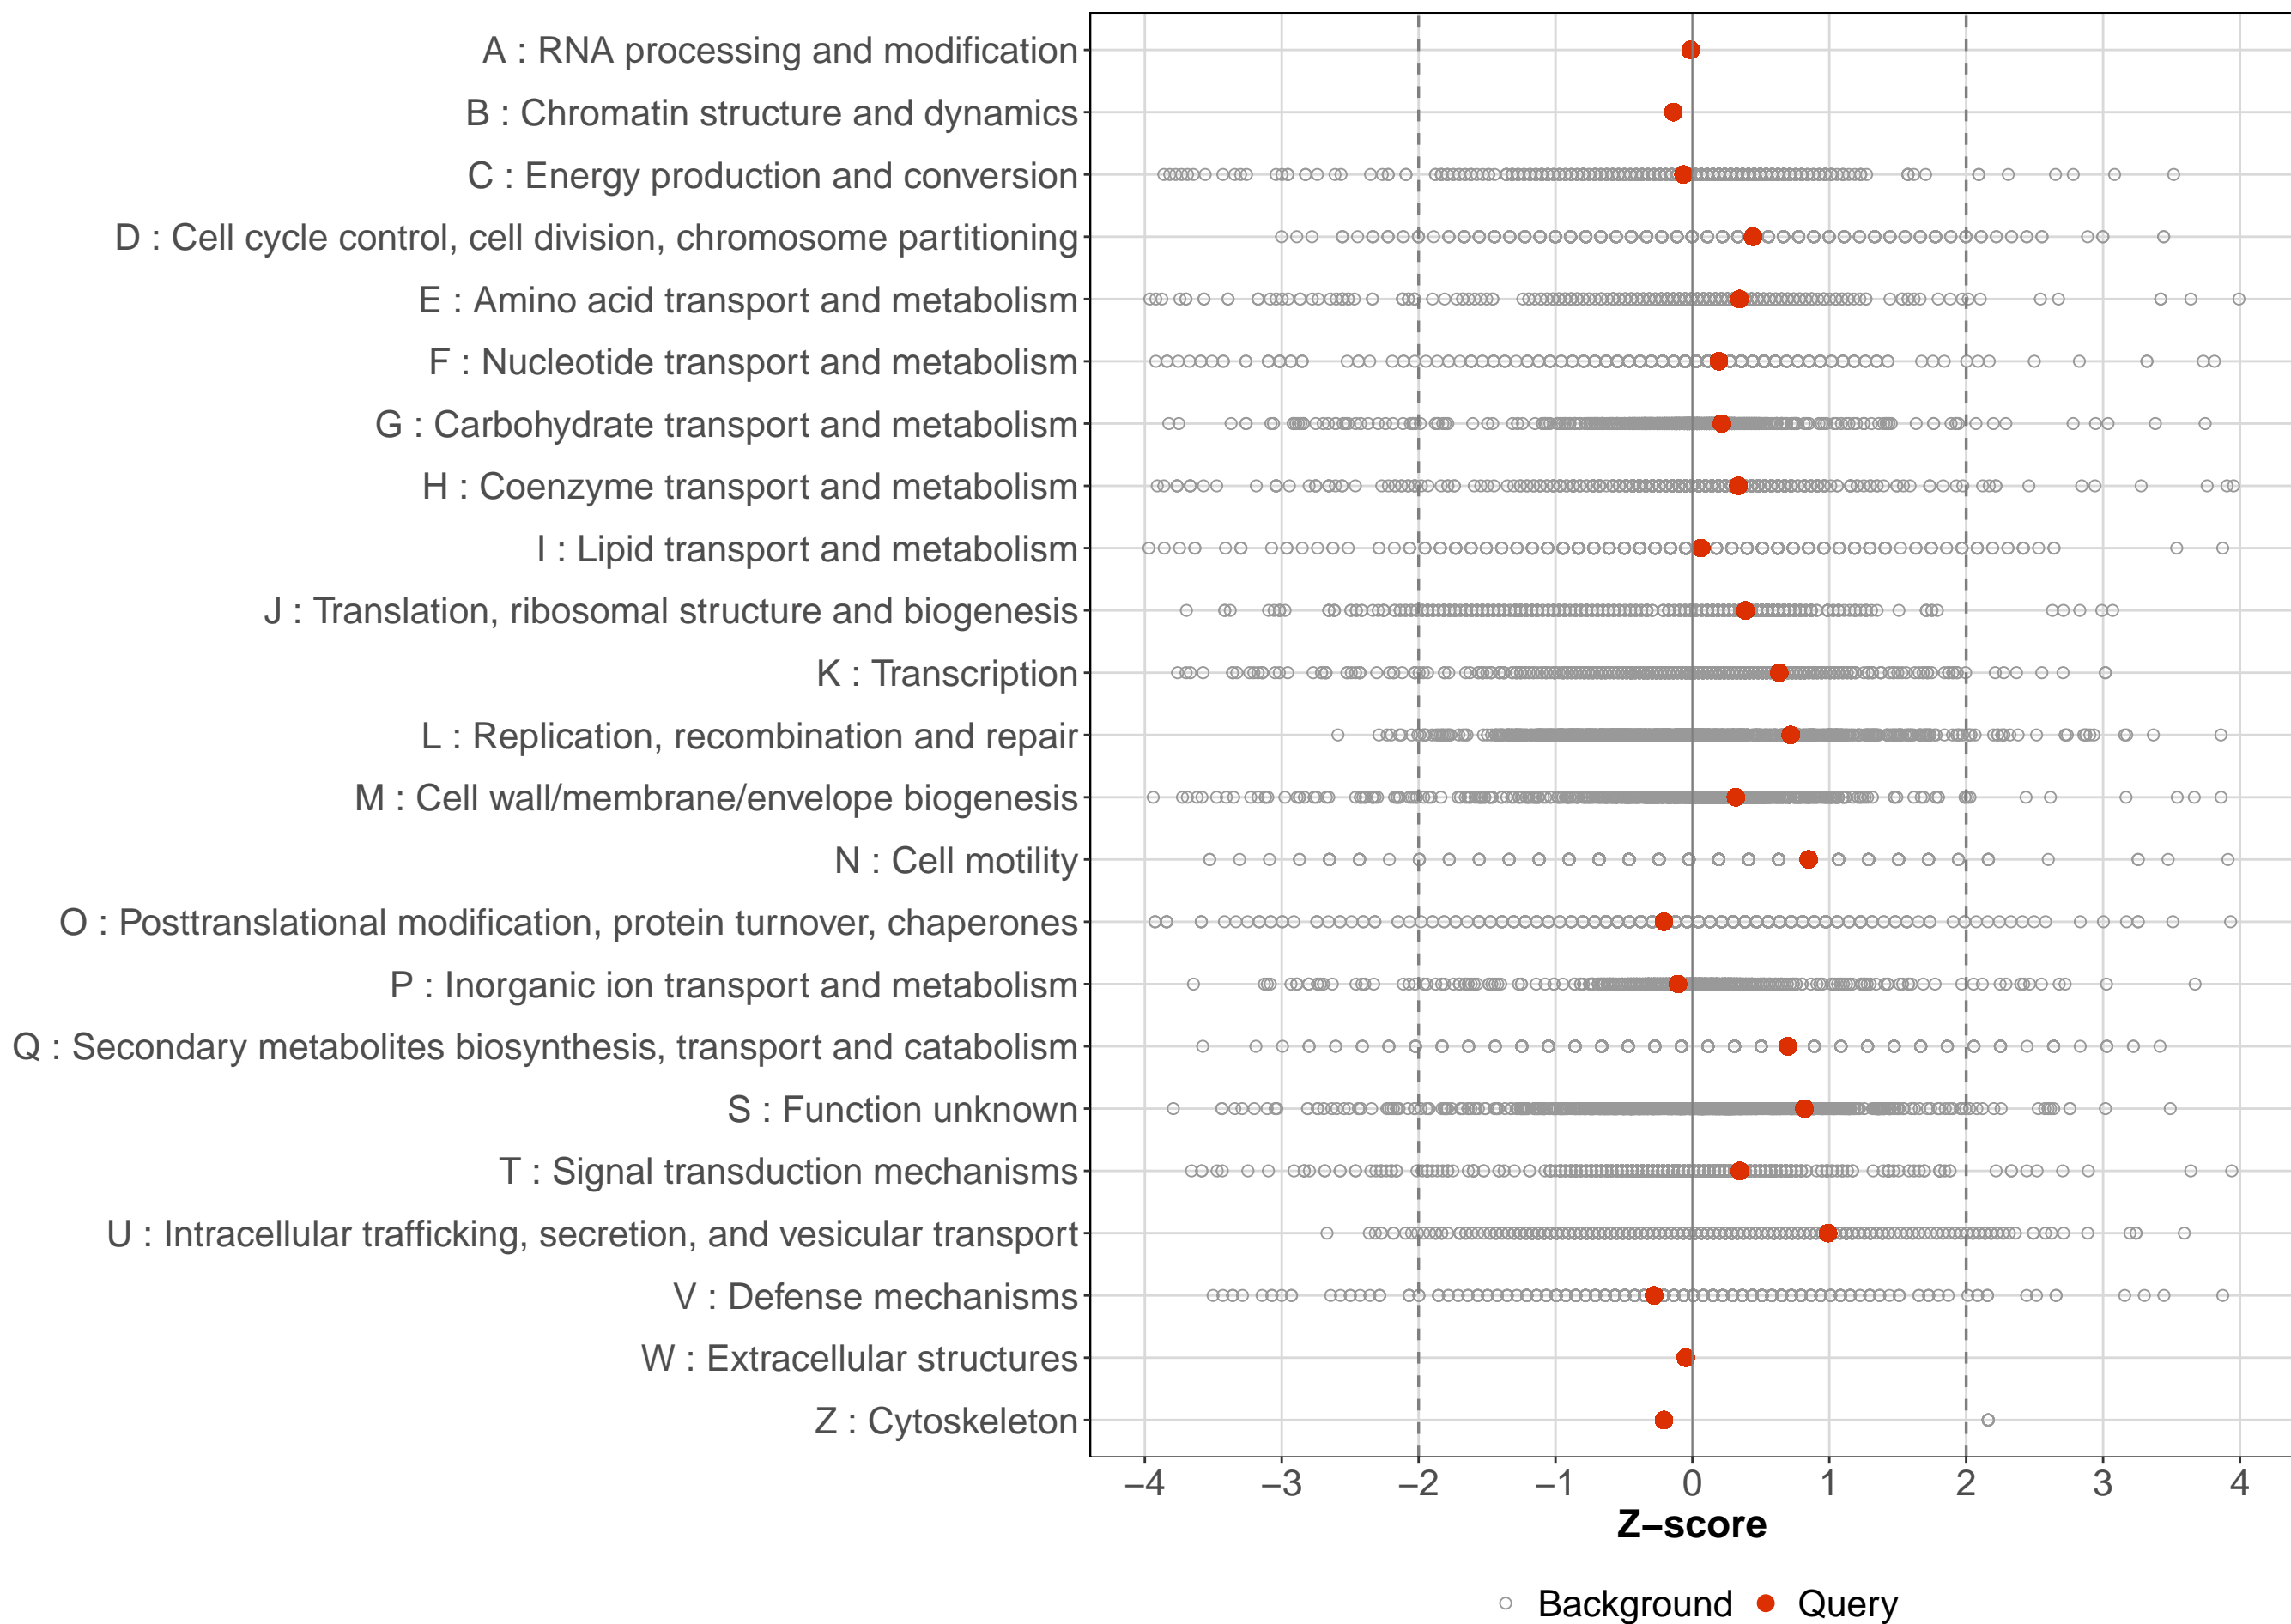 A : RNA processing and modification
B : Chromatin structure and dynamics
C : Energy production and conversion
D : Cell cycle control, cell division, chromosome partitioning
E : Amino acid transport and metabolism
F : Nucleotide transport and metabolism
G : Carbohydrate transport and metabolism
H : Coenzyme transport and metabolism
I : Lipid transport and metabolism
J : Translation, ribosomal structure and biogenesis
K : Transcription
L : Replication, recombination and repair
M : Cell wall/membrane/envelope biogenesis
N : Cell motility
O : Posttranslational modification, protein turnover, chaperones
P : Inorganic ion transport and metabolism
Q : Secondary metabolites biosynthesis, transport and catabolism
S : Function unknown
T : Signal transduction mechanisms
U : Intracellular trafficking, secretion, and vesicular transport
V : Defense mechanisms
W : Extracellular structures
Z : Cytoskeleton
−4 −3 −2 −1 0 1 2 3 4
Z−score
Background Query